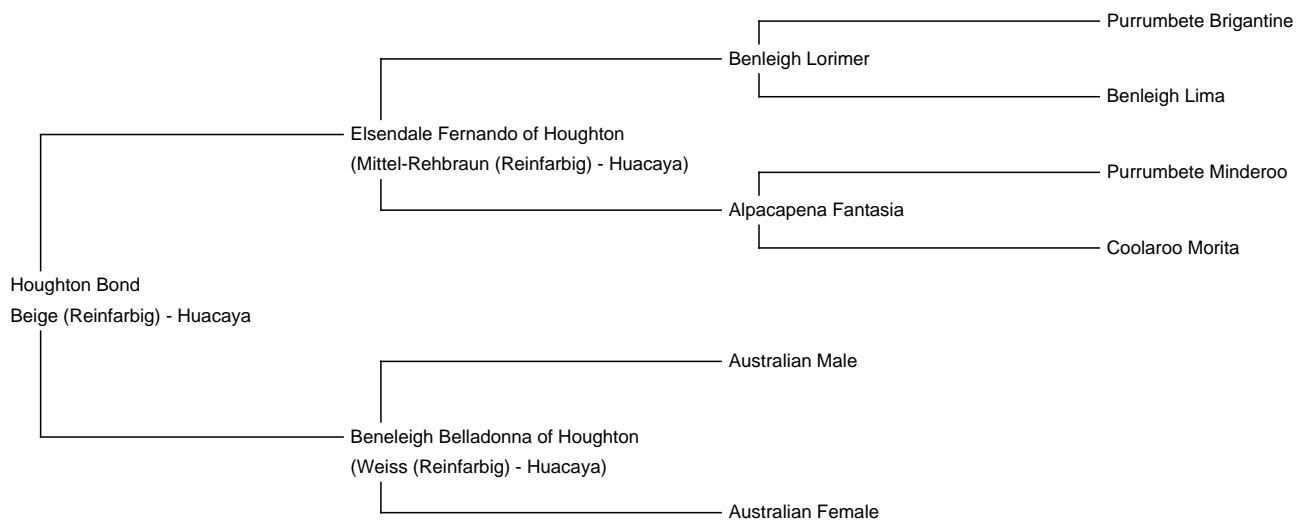 Purrumbete Brigantine
Benleigh Lorimer
Benleigh Lima
Elsendale Fernando of Houghton
(Mittel-Rehbraun (Reinfarbig) - Huacaya)
Purrumbete Minderoo
Alpacapena Fantasia
Coolaroo Morita
Houghton Bond
Beige (Reinfarbig) - Huacaya
Australian Male
Beneleigh Belladonna of Houghton
(Weiss (Reinfarbig) - Huacaya)
Australian Female